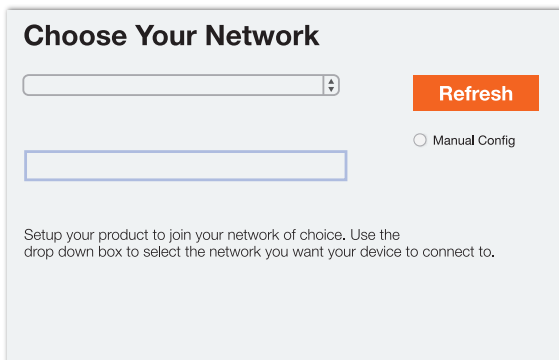 Choose Your Network
Refresh
Manual Config
Setup your product to join your network of choice. Use the
drop down box to select the network you want your device to connect to.